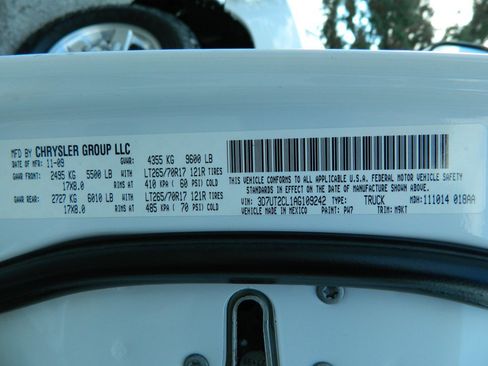 MFD BY CHRYSLER GROUP LLC
DATE OF MFR: 11-09 GVWR: 4355 KG 9600 LB
GAWR FRONT: 2495 KG 5500 LB LT265/70R17 121R TIRES
17X8.0 RIMS AT 410 KPA ( 60 PSI) COLD
GAWR REAR: 2727 KG 6010 LB LT265/70R17 121R TIRES
17X8.0 RIMS AT 485 KPA ( 70 PSI) COLD
THIS VEHICLE CONFORMS TO ALL APPLICABLE U.S.A. FEDERAL MOTOR VEHICLE SAFETY
STANDARDS IN EFFECT ON THE DATE OF MANUFACTURE SHOWN ABOVE.
VIN: 3D7UT2CL1AG109242 TYPE: TRUCK MDH: 111014 018AA
VEHICLE MADE IN MEXICO PAINT: PW7 TRIM: M9KT